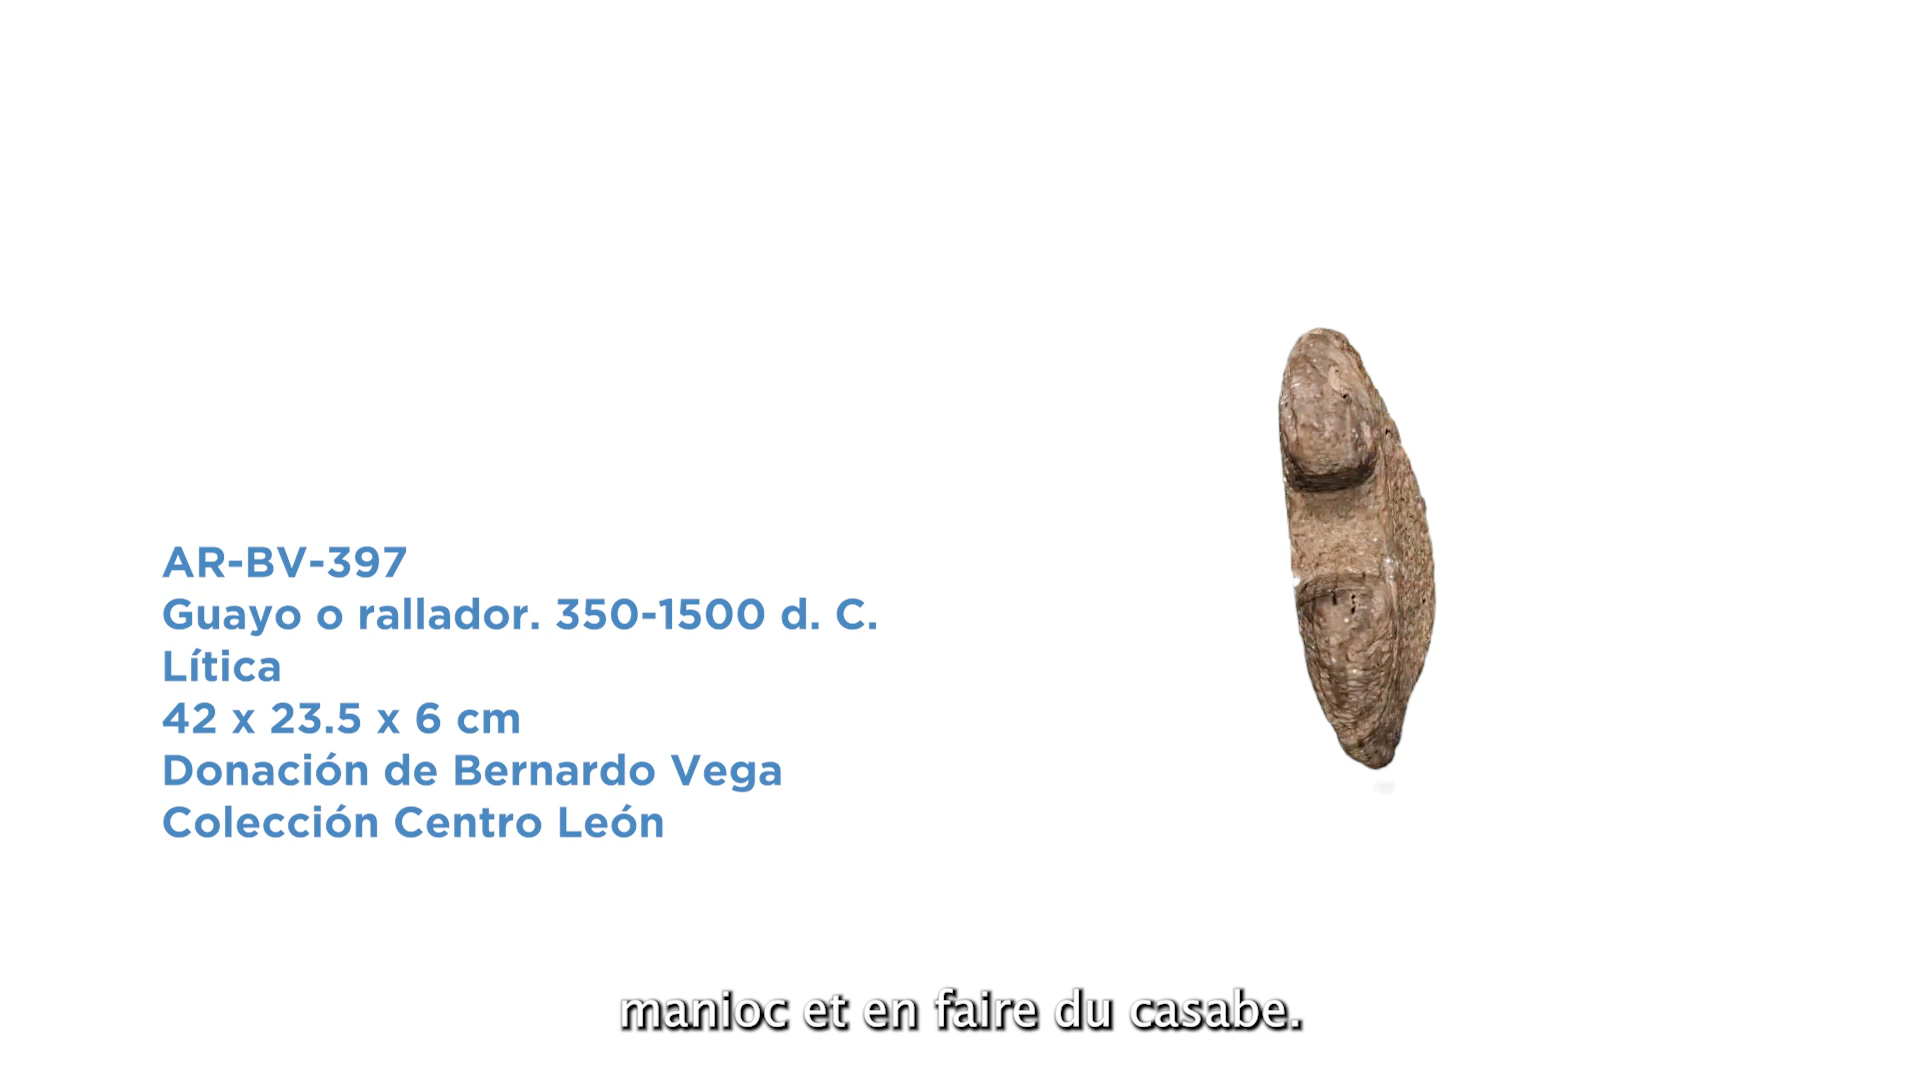 AR-BV-397
Guayo o rallador. 350-1500 d. C.
Lítica
42 x 23.5 x 6 cm
Donación de Bernardo Vega
Colección Centro León
manioc et en faire du casabe.